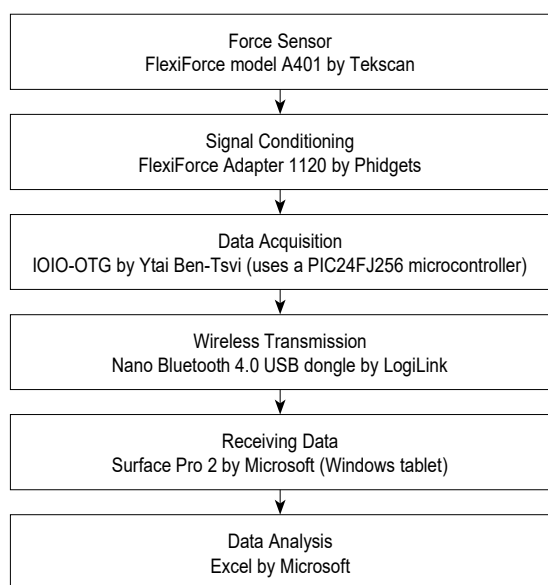 Force Sensor
FlexiForce model A401 by Tekscan
Signal Conditioning
FlexiForce Adapter 1120 by Phidgets
Data Acquisition
IOIO-OTG by Ytai Ben-Tsvi (uses a PIC24FJ256 microcontroller)
Wireless Transmission
Nano Bluetooth 4.0 USB dongle by LogiLink
Receiving Data
Surface Pro 2 by Microsoft (Windows tablet)
Data Analysis
Excel by Microsoft